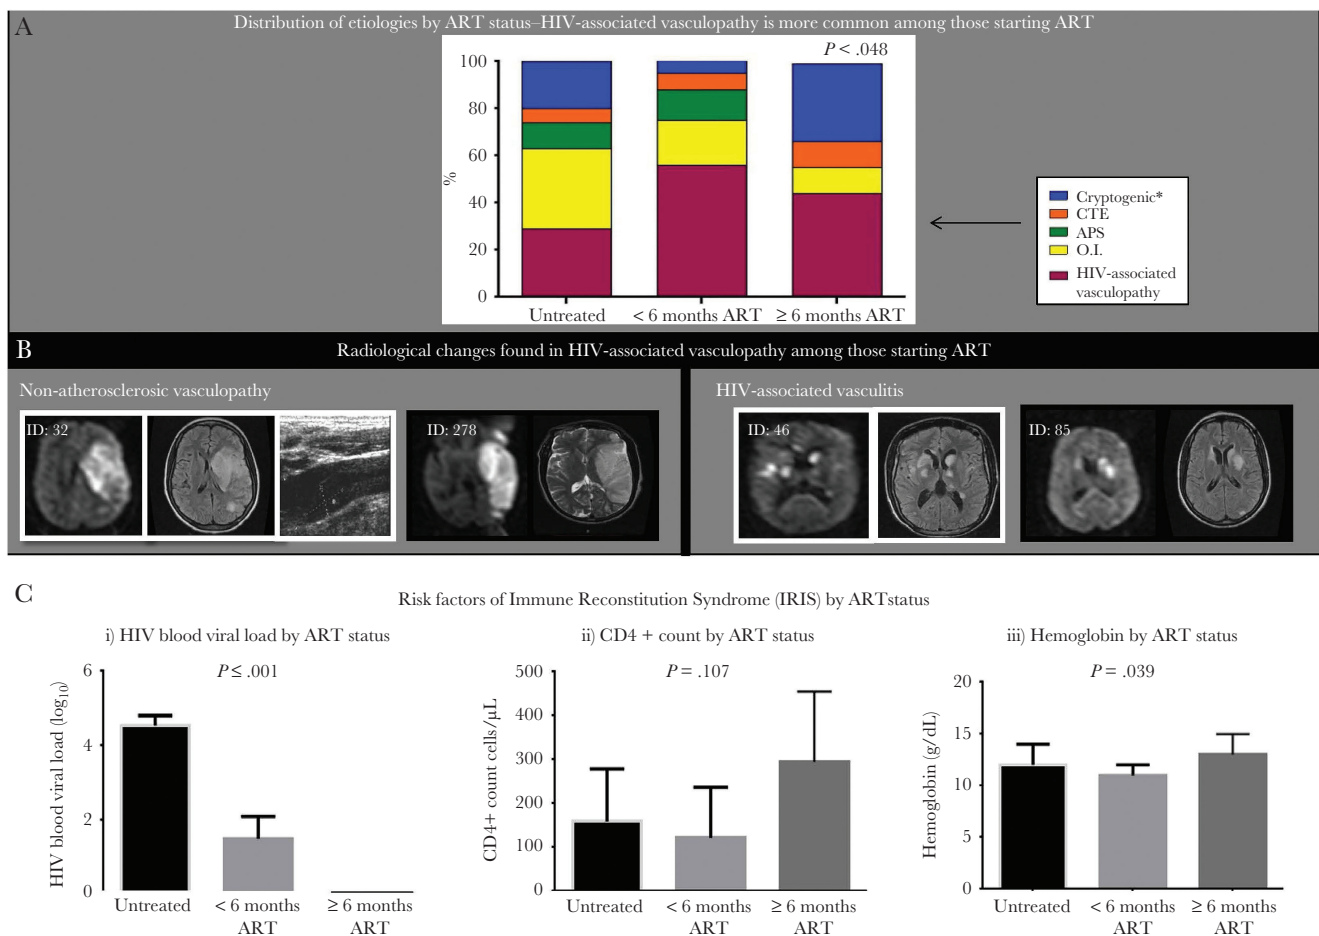 A
Distribution of etiologies by ART status–HIV-associated vasculopathy is more common among those starting ART
P < .048
100
80
60
40
20
0
%
Untreated
< 6 months ART
≥ 6 months ART
Cryptogenic*
CTE
APS
O.I.
HIV-associated
vasculopathy
B
Radiological changes found in HIV-associated vasculopathy among those starting ART
Non-atherosclerosic vasculopathy
ID: 32
ID: 278
HIV-associated vasculitis
ID: 46
ID: 85
C
Risk factors of Immune Reconstitution Syndrome (IRIS) by ARTstatus
i) HIV blood viral load by ART status
P ≤ .001
HIV blood viral load (log10)
6
4
2
0
Untreated
< 6 months
ART
≥ 6 months
ART
ii) CD4 + count by ART status
P = .107
CD4+ count cells/μL
500
400
300
200
100
0
Untreated
< 6 months
ART
≥ 6 months
ART
iii) Hemoglobin by ART status
P = .039
Hemoglobin (g/dL)
20
15
10
5
0
Untreated
< 6 months
ART
≥ 6 months
ART